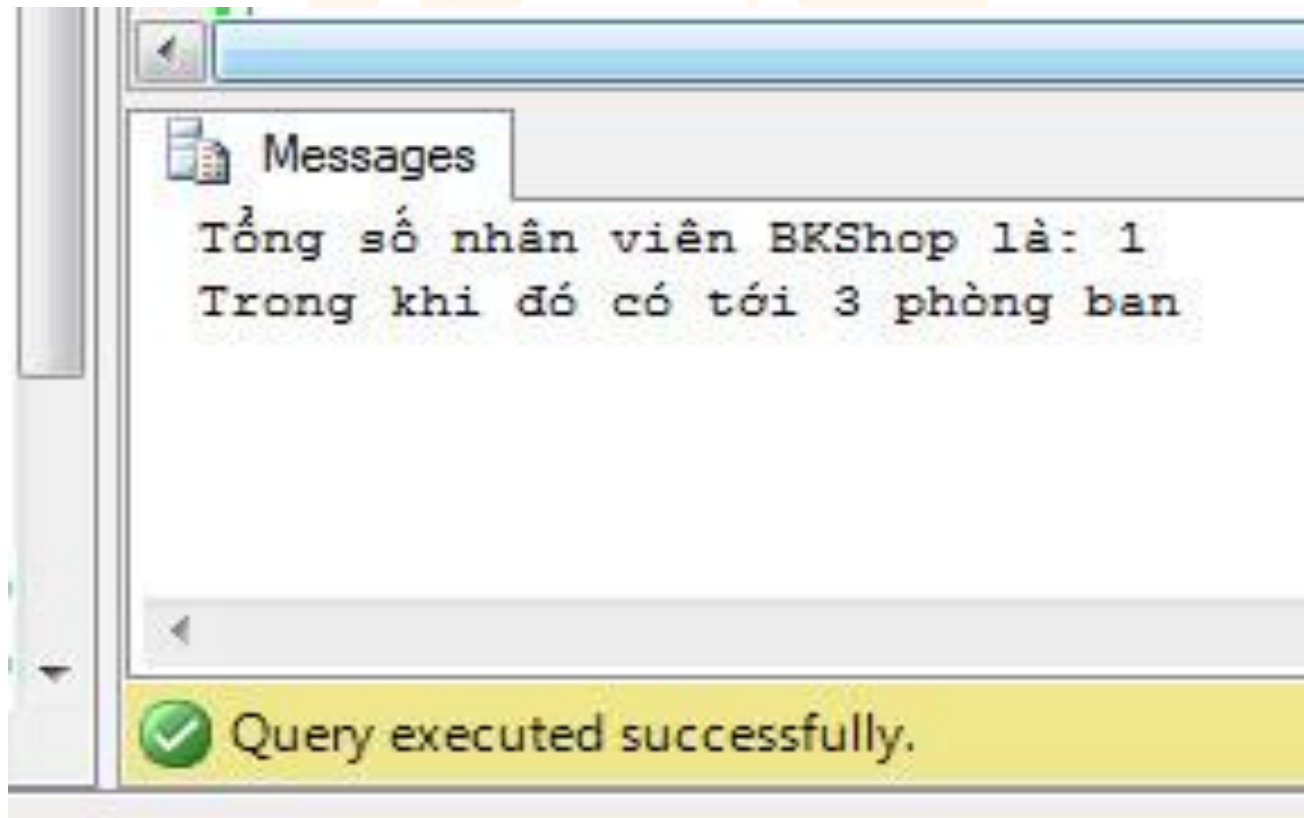 Messages
Tổng số nhân viên BKShop là: 1
Trong khi đó có tới 3 phòng ban
Query executed successfully.